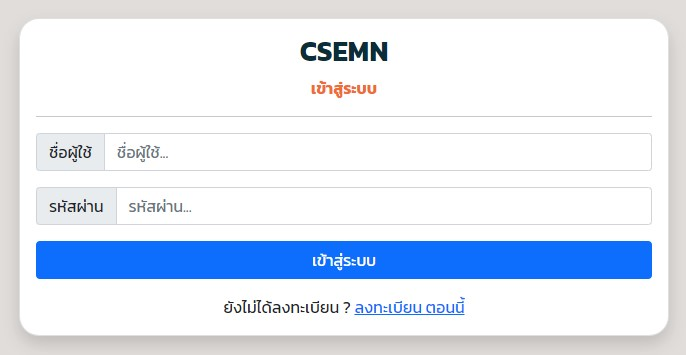 CSEMN
เข้าสู่ระบบ
ชื่อผู้ใช้ ชื่อผู้ใช้...
รหัสผ่าน รหัสผ่าน...
เข้าสู่ระบบ
ยังไม่ได้ลงทะเบียน ? ลงทะเบียน ตอนนี้